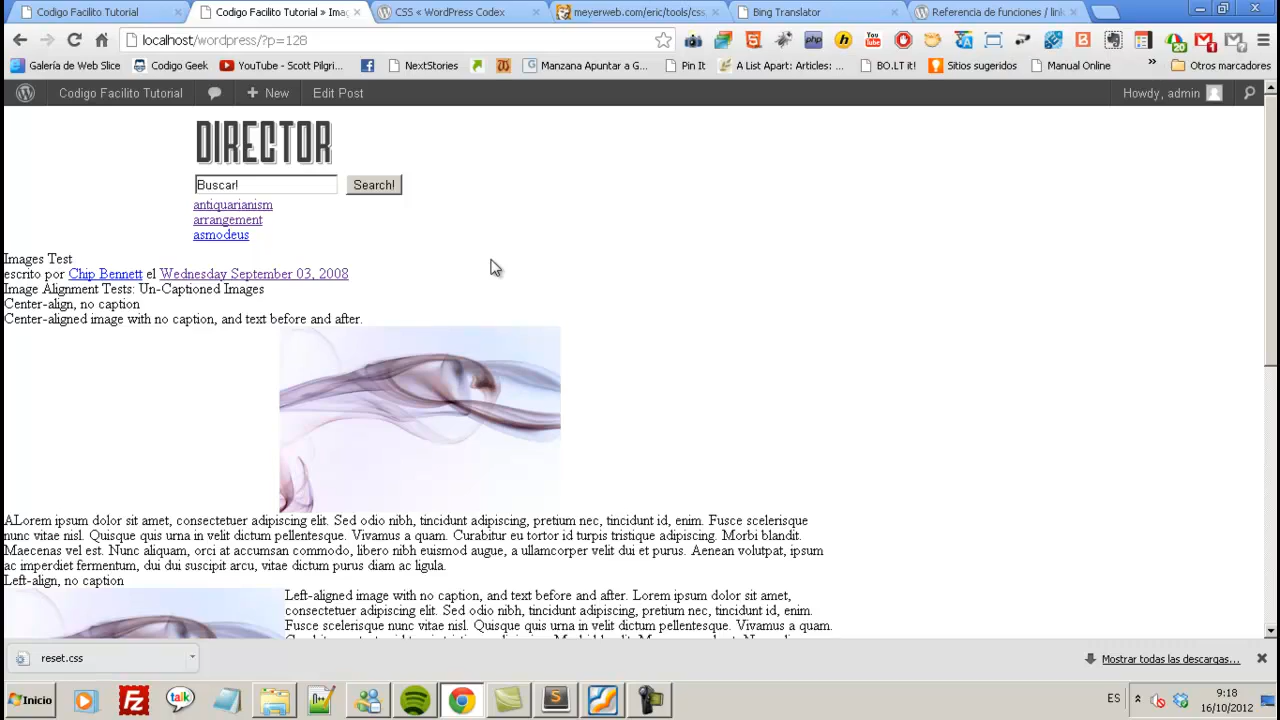 Codigo Facilito Tutorial
Codigo Facilito Tutorial » Ima
CSS « WordPress Codex
meyerweb.com/eric/tools/css
Bing Translator
Referencia de funciones / lin
localhost/wordpress/?p=128
Galería de Web Slice
Codigo Geek
YouTube - Scott Pilgri...
NextStories
Manzana Apuntar a G...
Pin It
A List Apart: Articles: ...
BO.LT it!
Sitios sugeridos
Manual Online
»
Otros marcadores
Codigo Facilito Tutorial
+ New
Edit Post
Howdy, admin
DIRECTOR
Buscar!
Search!
antiquarianism
arrangement
asmodeus
Images Test
escrito por Chip Bennett el Wednesday September 03, 2008
Image Alignment Tests: Un-Captioned Images
Center-align, no caption
Center-aligned image with no caption, and text before and after.
ALorem ipsum dolor sit amet, consectetuer adipiscing elit. Sed odio nibh, tincidunt adipiscing, pretium nec, tincidunt id, enim. Fusce scelerisque
nunc vitae nisl. Quisque quis urna in velit dictum pellentesque. Vivamus a quam. Curabitur eu tortor id turpis tristique adipiscing. Morbi blandit.
Maecenas vel est. Nunc aliquam, orci at accumsan commodo, libero nibh euismod augue, a ullamcorper velit dui et purus. Aenean volutpat, ipsum
ac imperdiet fermentum, dui dui suscipit arcu, vitae dictum purus diam ac ligula.
Left-align, no caption
Left-aligned image with no caption, and text before and after. Lorem ipsum dolor sit amet,
consectetuer adipiscing elit. Sed odio nibh, tincidunt adipiscing, pretium nec, tincidunt id, enim.
Fusce scelerisque nunc vitae nisl. Quisque quis urna in velit dictum pellentesque. Vivamus a quam.
reset.css
Mostrar todas las descargas...
Inicio
talk
ES
9:18
16/10/2012